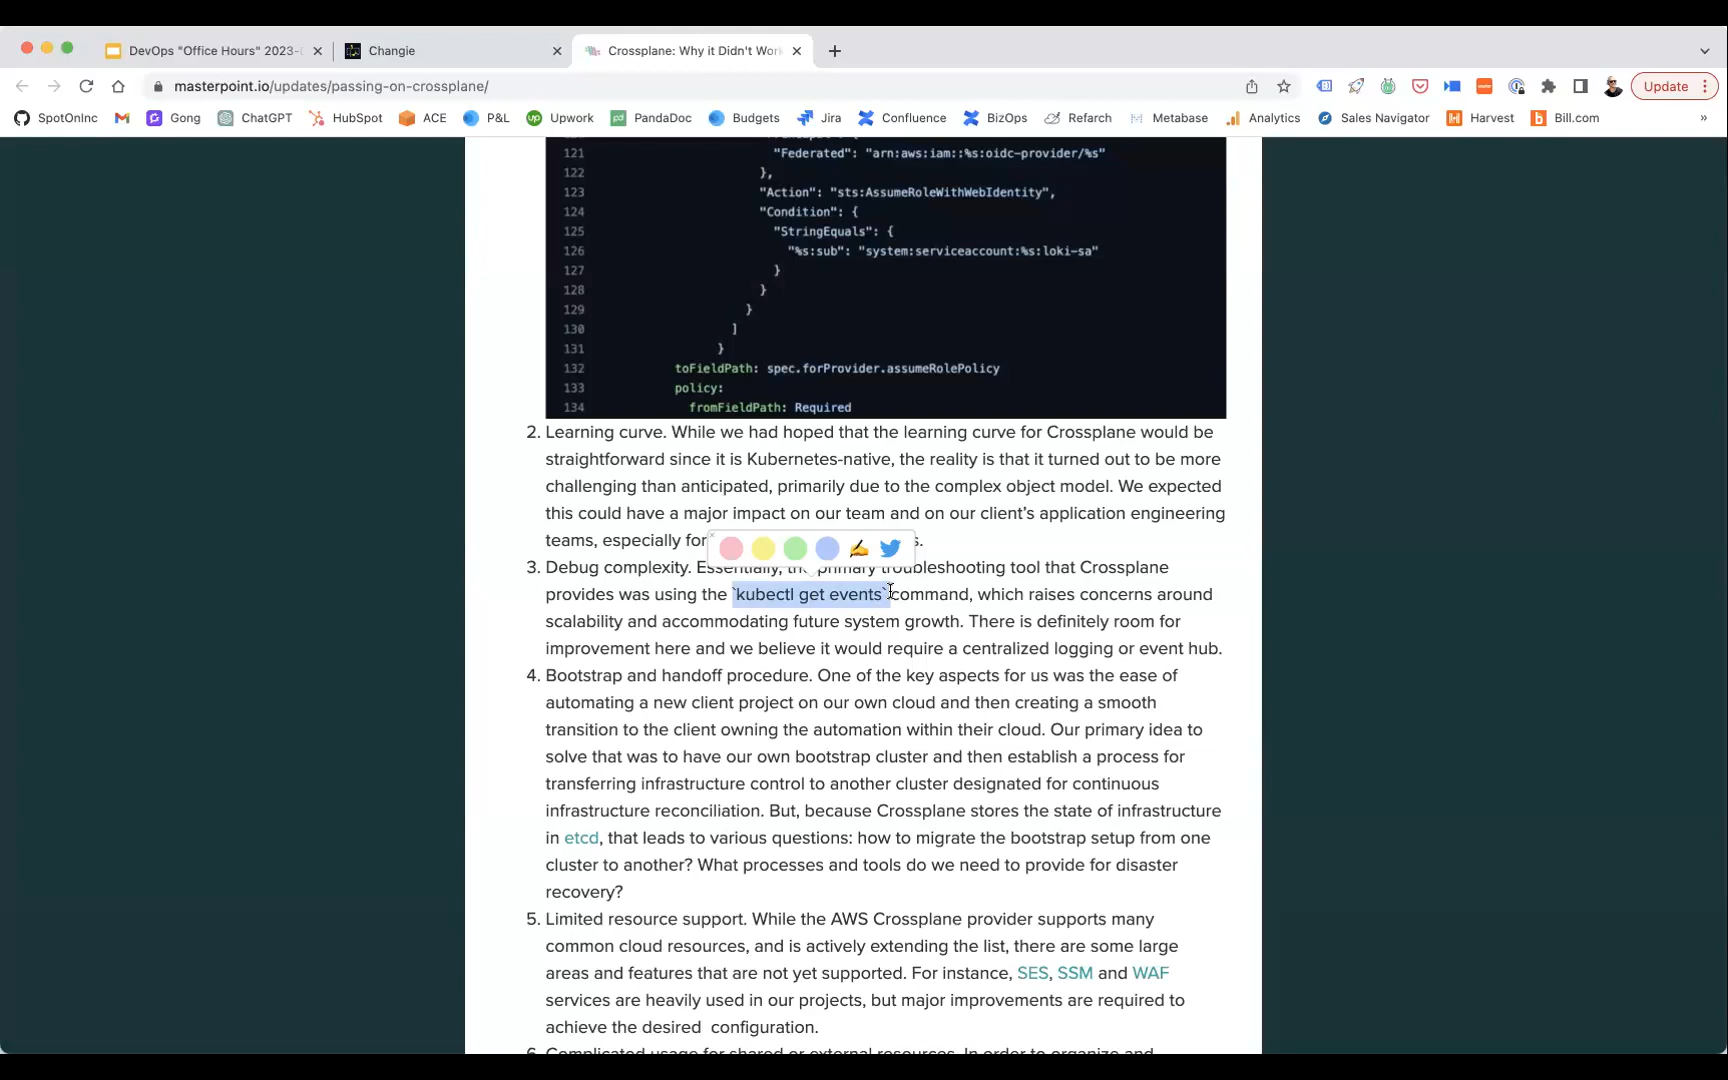 DevOps "Office Hours" 2023-
Changie
Crossplane: Why it Didn't Wor
masterpoint.io/updates/passing-on-crossplane/
Update
SpotOnInc
Gong
ChatGPT
HubSpot
ACE
P&L
Upwork
PandaDoc
Budgets
Jira
Confluence
BizOps
Refarch
Metabase
Analytics
Sales Navigator
Harvest
Bill.com
»
121 "Federated": "arn:aws:iam::%s:oidc-provider/%s"
122 },
123 "Action": "sts:AssumeRoleWithWebIdentity",
124 "Condition": {
125 "StringEquals": {
126 "%s:sub": "system:serviceaccount:%s:loki-sa"
127 }
128 }
129 }
130 ]
131 }
132 toFieldPath: spec.forProvider.assumeRolePolicy
133 policy:
134 fromFieldPath: Required
2. Learning curve. While we had hoped that the learning curve for Crossplane would be
straightforward since it is Kubernetes-native, the reality is that it turned out to be more
challenging than anticipated, primarily due to the complex object model. We expected
this could have a major impact on our team and on our client's application engineering
teams, especially for s.
3. Debug complexity. Essentially, the primary troubleshooting tool that Crossplane
provides was using the `kubectl get events` command, which raises concerns around
scalability and accommodating future system growth. There is definitely room for
improvement here and we believe it would require a centralized logging or event hub.
4. Bootstrap and handoff procedure. One of the key aspects for us was the ease of
automating a new client project on our own cloud and then creating a smooth
transition to the client owning the automation within their cloud. Our primary idea to
solve that was to have our own bootstrap cluster and then establish a process for
transferring infrastructure control to another cluster designated for continuous
infrastructure reconciliation. But, because Crossplane stores the state of infrastructure
in etcd, that leads to various questions: how to migrate the bootstrap setup from one
cluster to another? What processes and tools do we need to provide for disaster
recovery?
5. Limited resource support. While the AWS Crossplane provider supports many
common cloud resources, and is actively extending the list, there are some large
areas and features that are not yet supported. For instance, SES, SSM and WAF
services are heavily used in our projects, but major improvements are required to
achieve the desired configuration.
6. Complicated usage for shared or external resources. In order to organize and